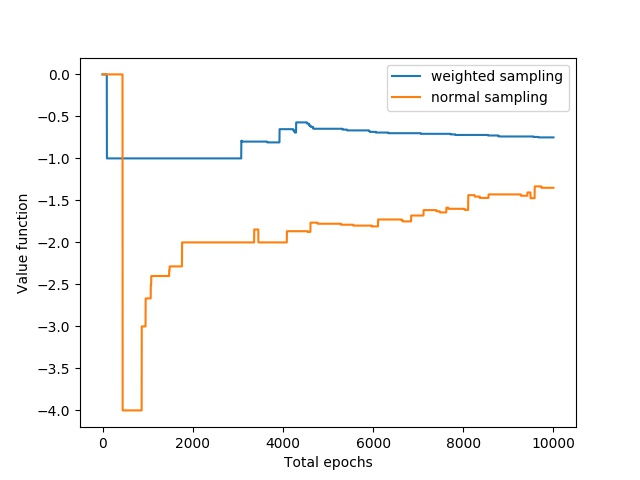 weighted sampling
normal sampling
0.0
−0.5
−1.0
−1.5
−2.0
−2.5
−3.0
−3.5
−4.0
Value function
0 2000 4000 6000 8000 10000
Total epochs